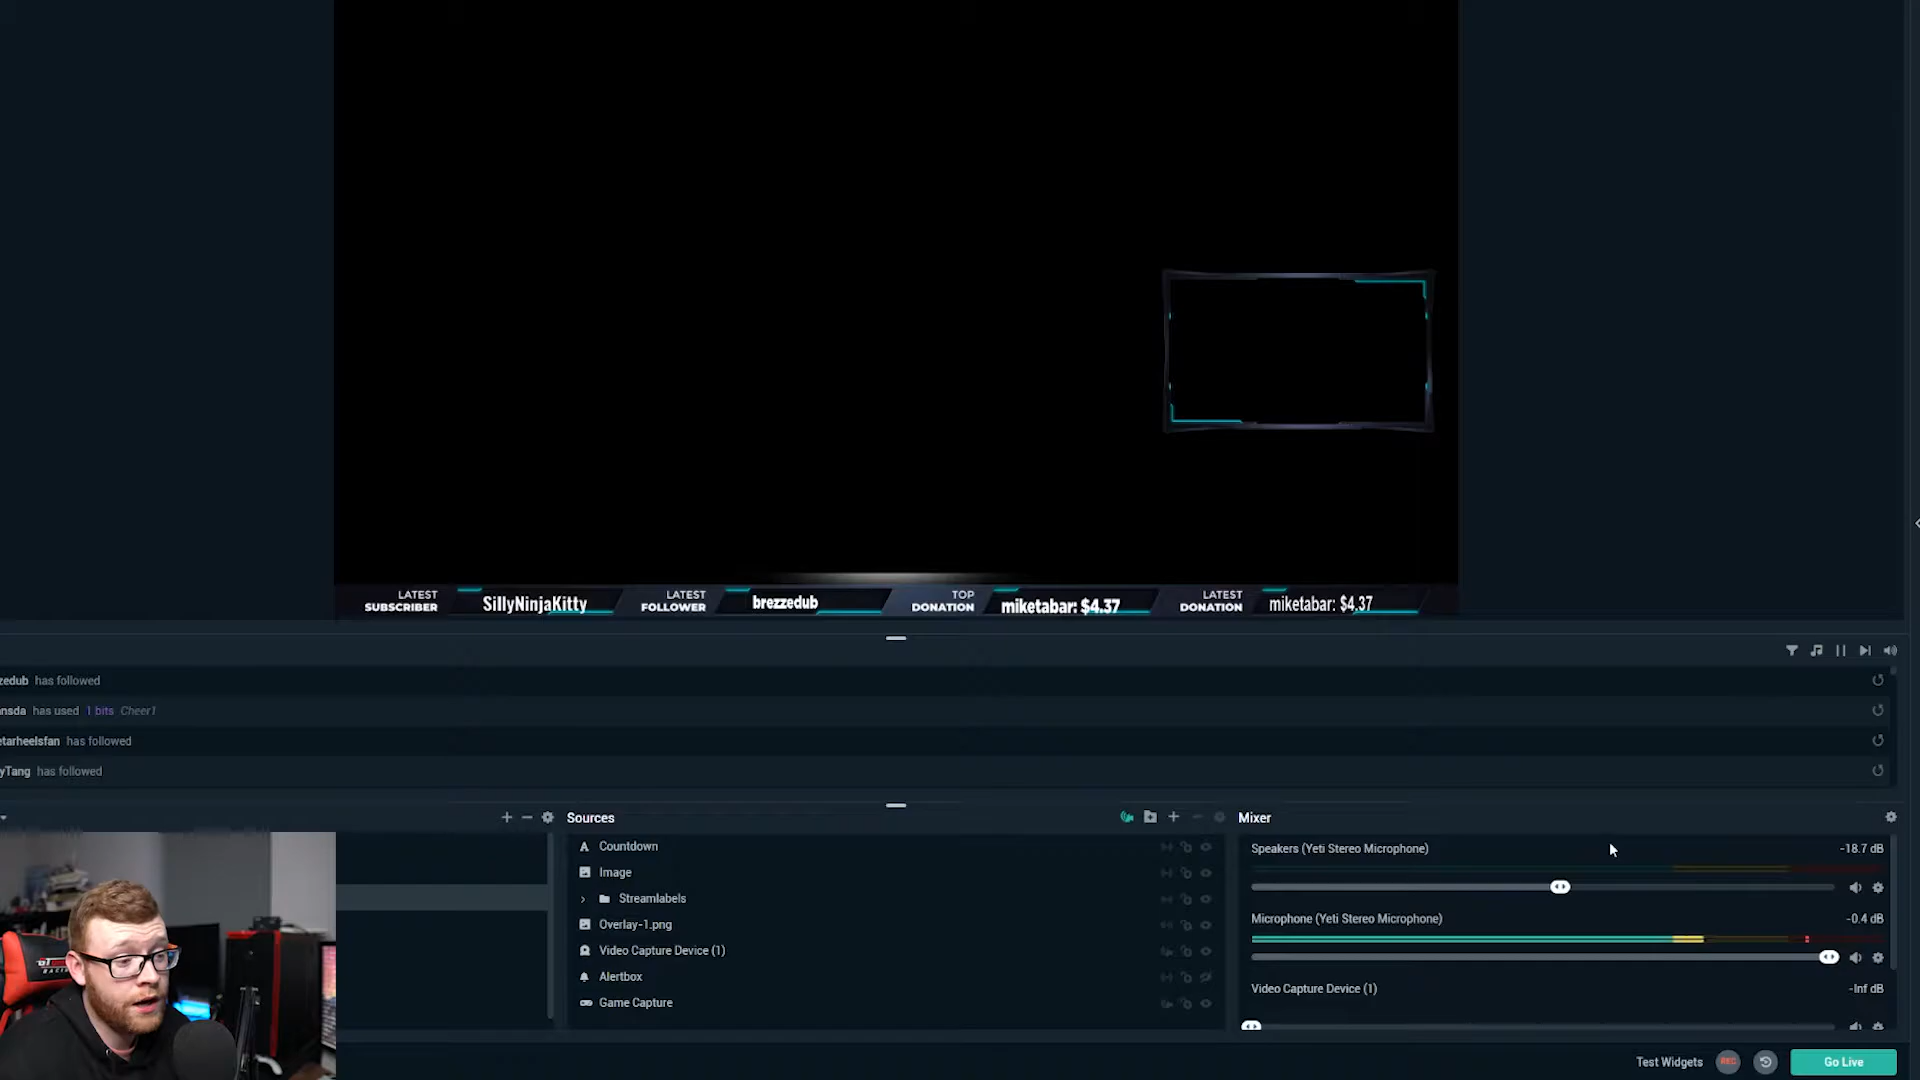 LATEST SUBSCRIBER
SillyNinjaKitty
LATEST FOLLOWER
brezzedub
TOP DONATION
miketabar: $4.37
LATEST DONATION
miketabar: $4.37
zedub has followed
ansda has used 1 bits Cheer1
etarheelsfan has followed
yTang has followed
Sources
Countdown
Image
Streamlabels
Overlay-1.png
Video Capture Device (1)
Alertbox
Game Capture
Mixer
Speakers (Yeti Stereo Microphone) -18.7 dB
Microphone (Yeti Stereo Microphone) -0.4 dB
Video Capture Device (1) -Inf dB
Test Widgets REC Go Live